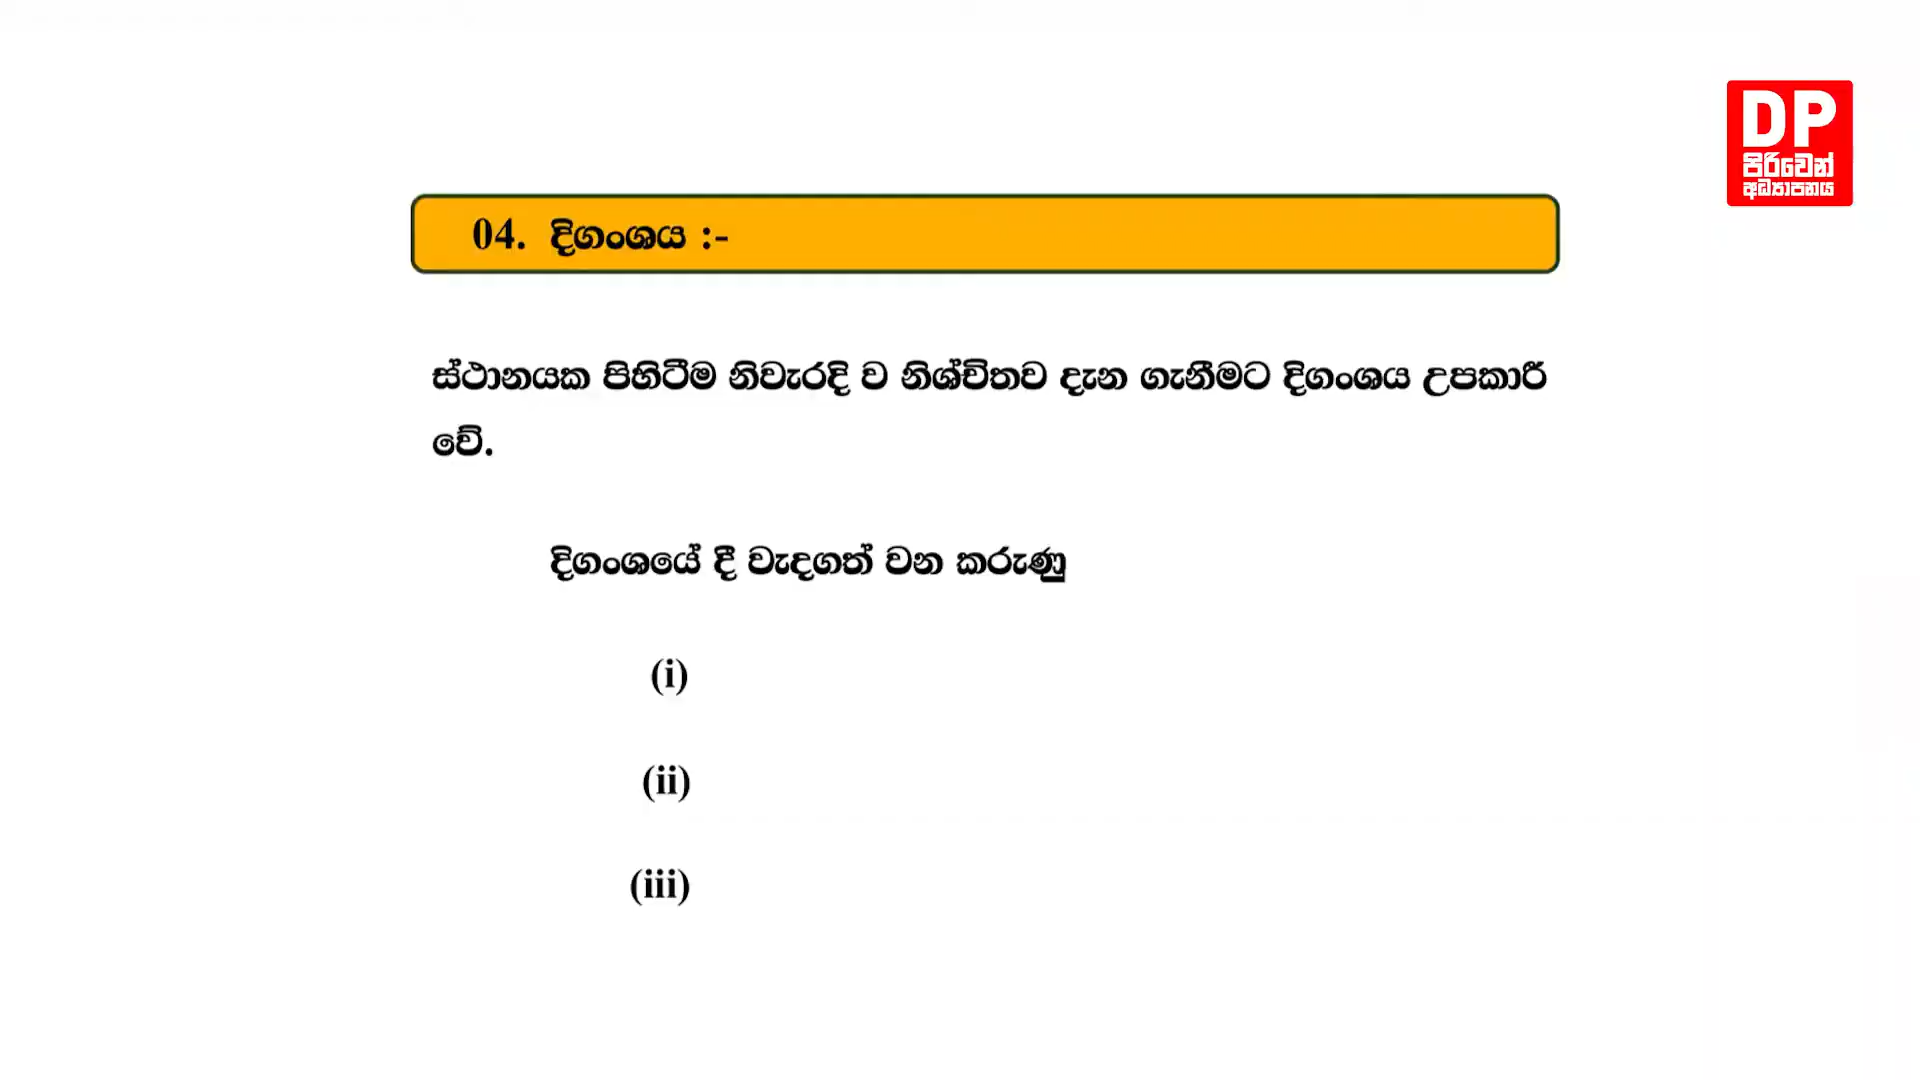 DP
පිරිවෙන්
අධ්‍යාපනය
04. දිගංශය :-
ස්ථානයක පිහිටීම නිවැරදි ව නිශ්චිතව දැන ගැනීමට දිගංශය උපකාරී
වේ.
දිගංශයේ දී වැදගත් වන කරුණු
(i)
(ii)
(iii)